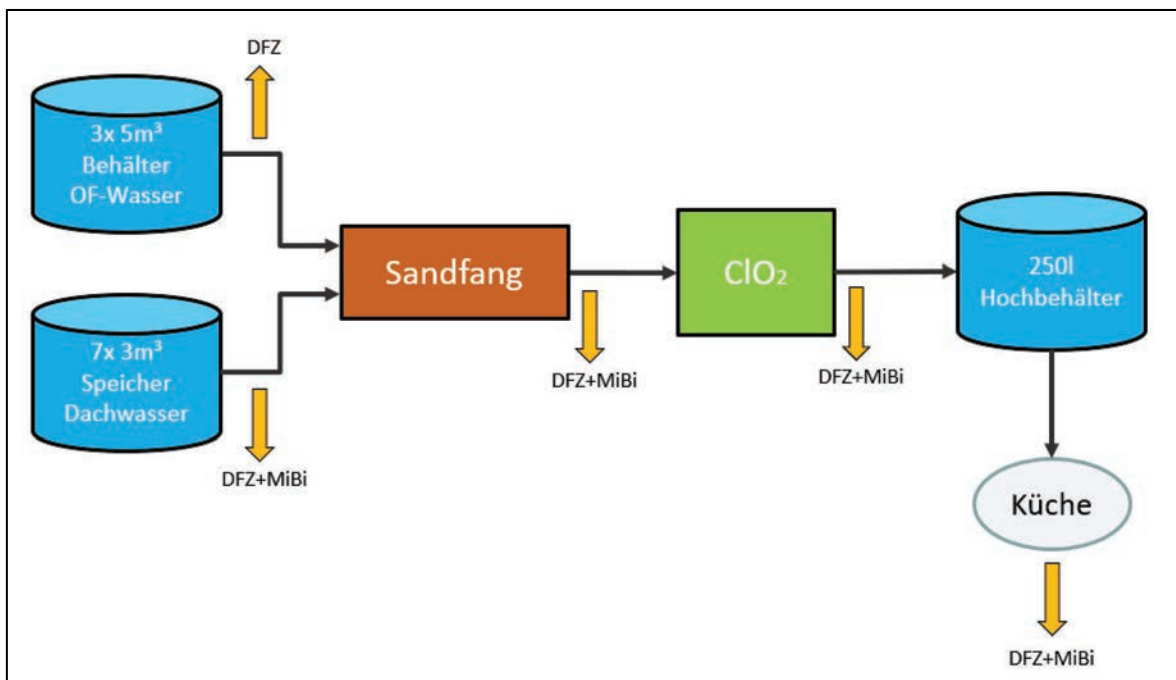 DFZ
3x 5m³
Behälter
OF-Wasser
7x 3m³
Speicher
Dachwasser
DFZ+MiBi
Sandfang
DFZ+MiBi
ClO₂
DFZ+MiBi
250l
Hochbehälter
Küche
DFZ+MiBi